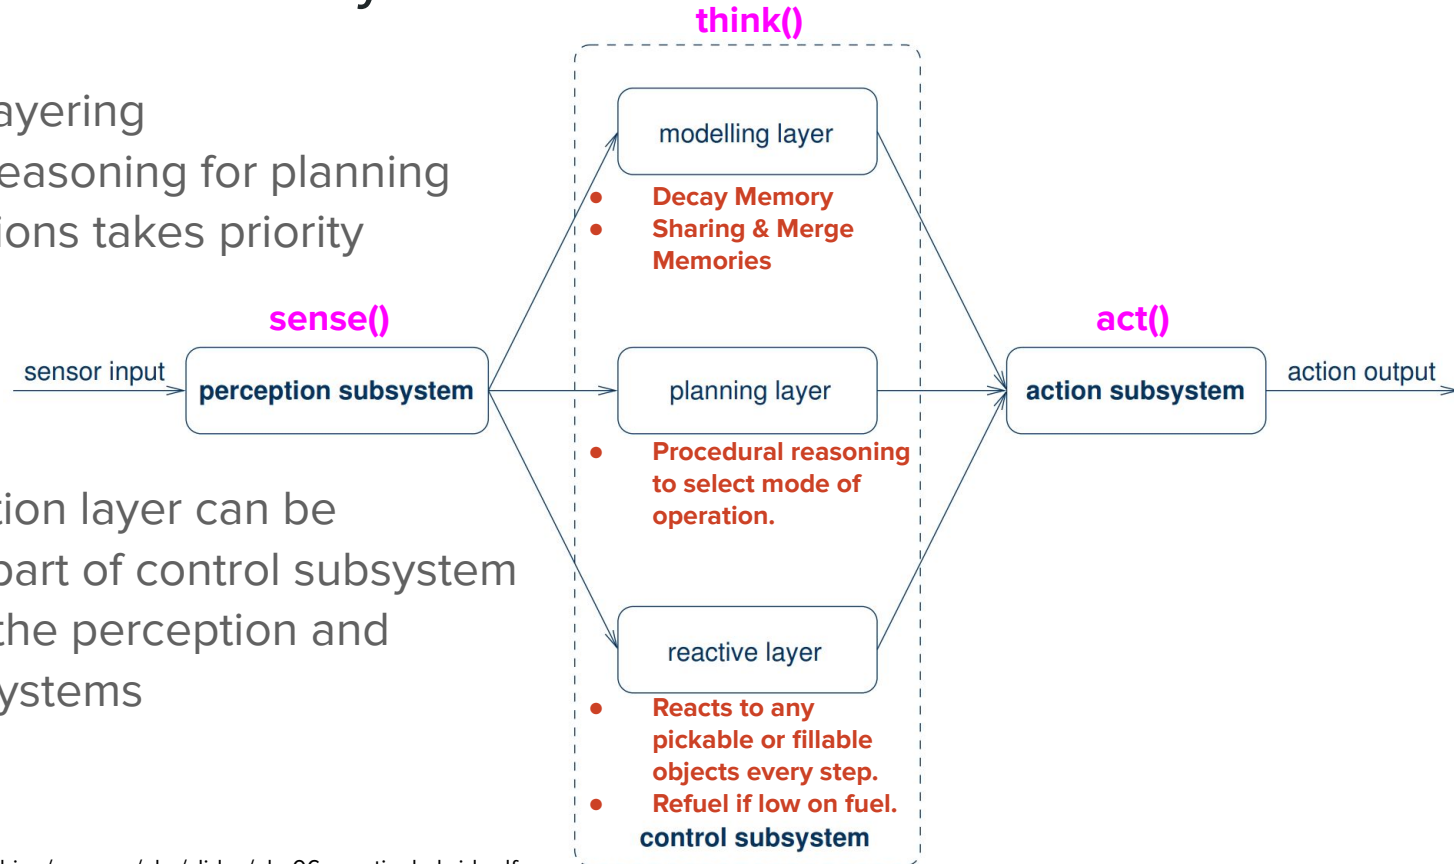 think()
ayering
easoning for planning
ions takes priority
modelling layer
● Decay Memory
● Sharing & Merge
Memories
sense()
act()
sensor input
perception subsystem
planning layer
action subsystem
action output
● Procedural reasoning
to select mode of
operation.
tion layer can be
part of control subsystem
the perception and
ystems
reactive layer
● Reacts to any
pickable or fillable
objects every step.
● Refuel if low on fuel.
control subsystem